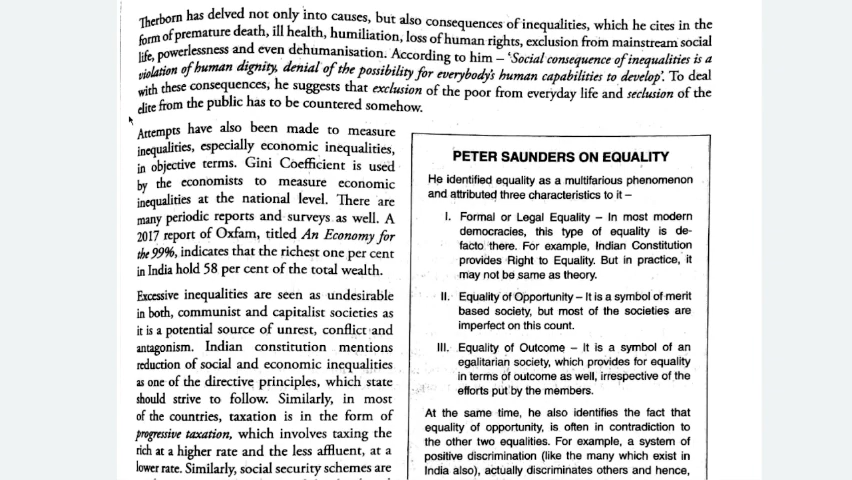 Therborn has delved not only into causes, but also consequences of inequalities, which he cites in the
form of premature death, ill health, humiliation, loss of human rights, exclusion from mainstream social
life, powerlessness and even dehumanisation. According to him – 'Social consequence of inequalities is a
violation of human dignity, denial of the possibility for everybody's human capabilities to develop'. To deal
with these consequences, he suggests that exclusion of the poor from everyday life and seclusion of the
elite from the public has to be countered somehow.
Attempts have also been made to measure
inequalities, especially economic inequalities,
in objective terms. Gini Coefficient is used
by the economists to measure economic
inequalities at the national level. There are
many periodic reports and surveys as well. A
2017 report of Oxfam, titled An Economy for
the 99%, indicates that the richest one per cent
in India hold 58 per cent of the total wealth.
Excessive inequalities are seen as undesirable
in both, communist and capitalist societies as
it is a potential source of unrest, conflict and
antagonism. Indian constitution mentions
reduction of social and economic inequalities
as one of the directive principles, which state
should strive to follow. Similarly, in most
of the countries, taxation is in the form of
progressive taxation, which involves taxing the
rich at a higher rate and the less affluent, at a
lower rate. Similarly, social security schemes are
PETER SAUNDERS ON EQUALITY
He identified equality as a multifarious phenomenon
and attributed three characteristics to it –
I. Formal or Legal Equality – In most modern
democracies, this type of equality is de-
facto there. For example, Indian Constitution
provides Right to Equality. But in practice, it
may not be same as theory.
II. Equality of Opportunity – It is a symbol of merit
based society, but most of the societies are
imperfect on this count.
III. Equality of Outcome – It is a symbol of an
egalitarian society, which provides for equality
in terms of outcome as well, irrespective of the
efforts put by the members.
At the same time, he also identifies the fact that
equality of opportunity, is often in contradiction to
the other two equalities. For example, a system of
positive discrimination (like the many which exist in
India also), actually discriminates others and hence,